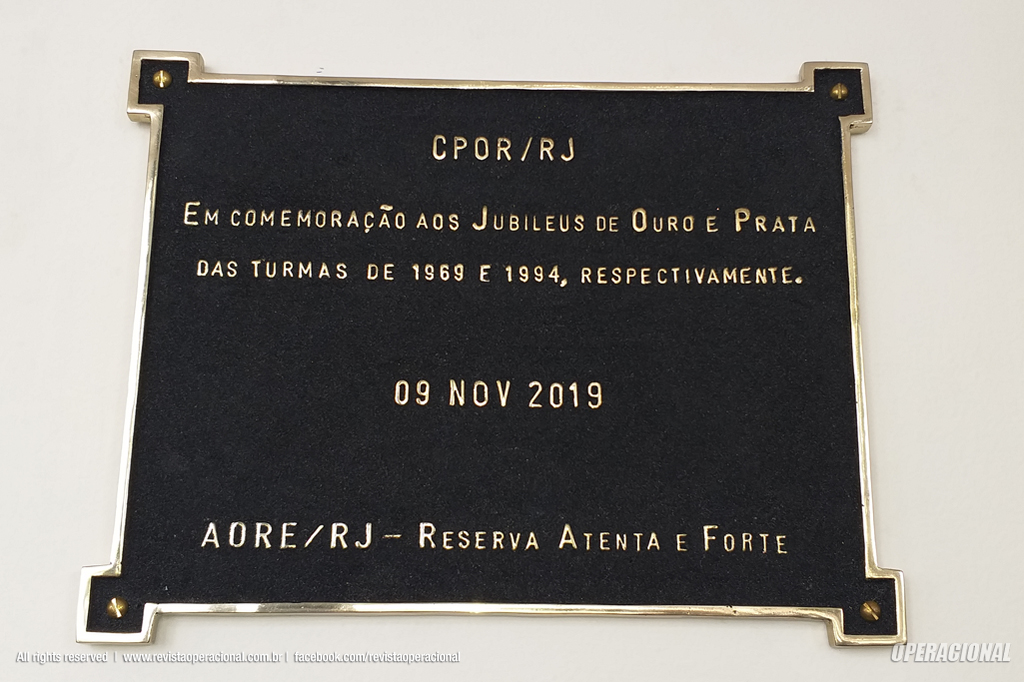 CPOR/RJ
EM COMEMORAÇÃO AOS JUBILEUS DE OURO E PRATA
DAS TURMAS DE 1969 E 1994, RESPECTIVAMENTE.
09 NOV 2019
AORE/RJ - RESERVA ATENTA E FORTE
All rights reserved | www.revistaoperacional.com.br | facebook.com/revistaoperacional
OPERACIONAL